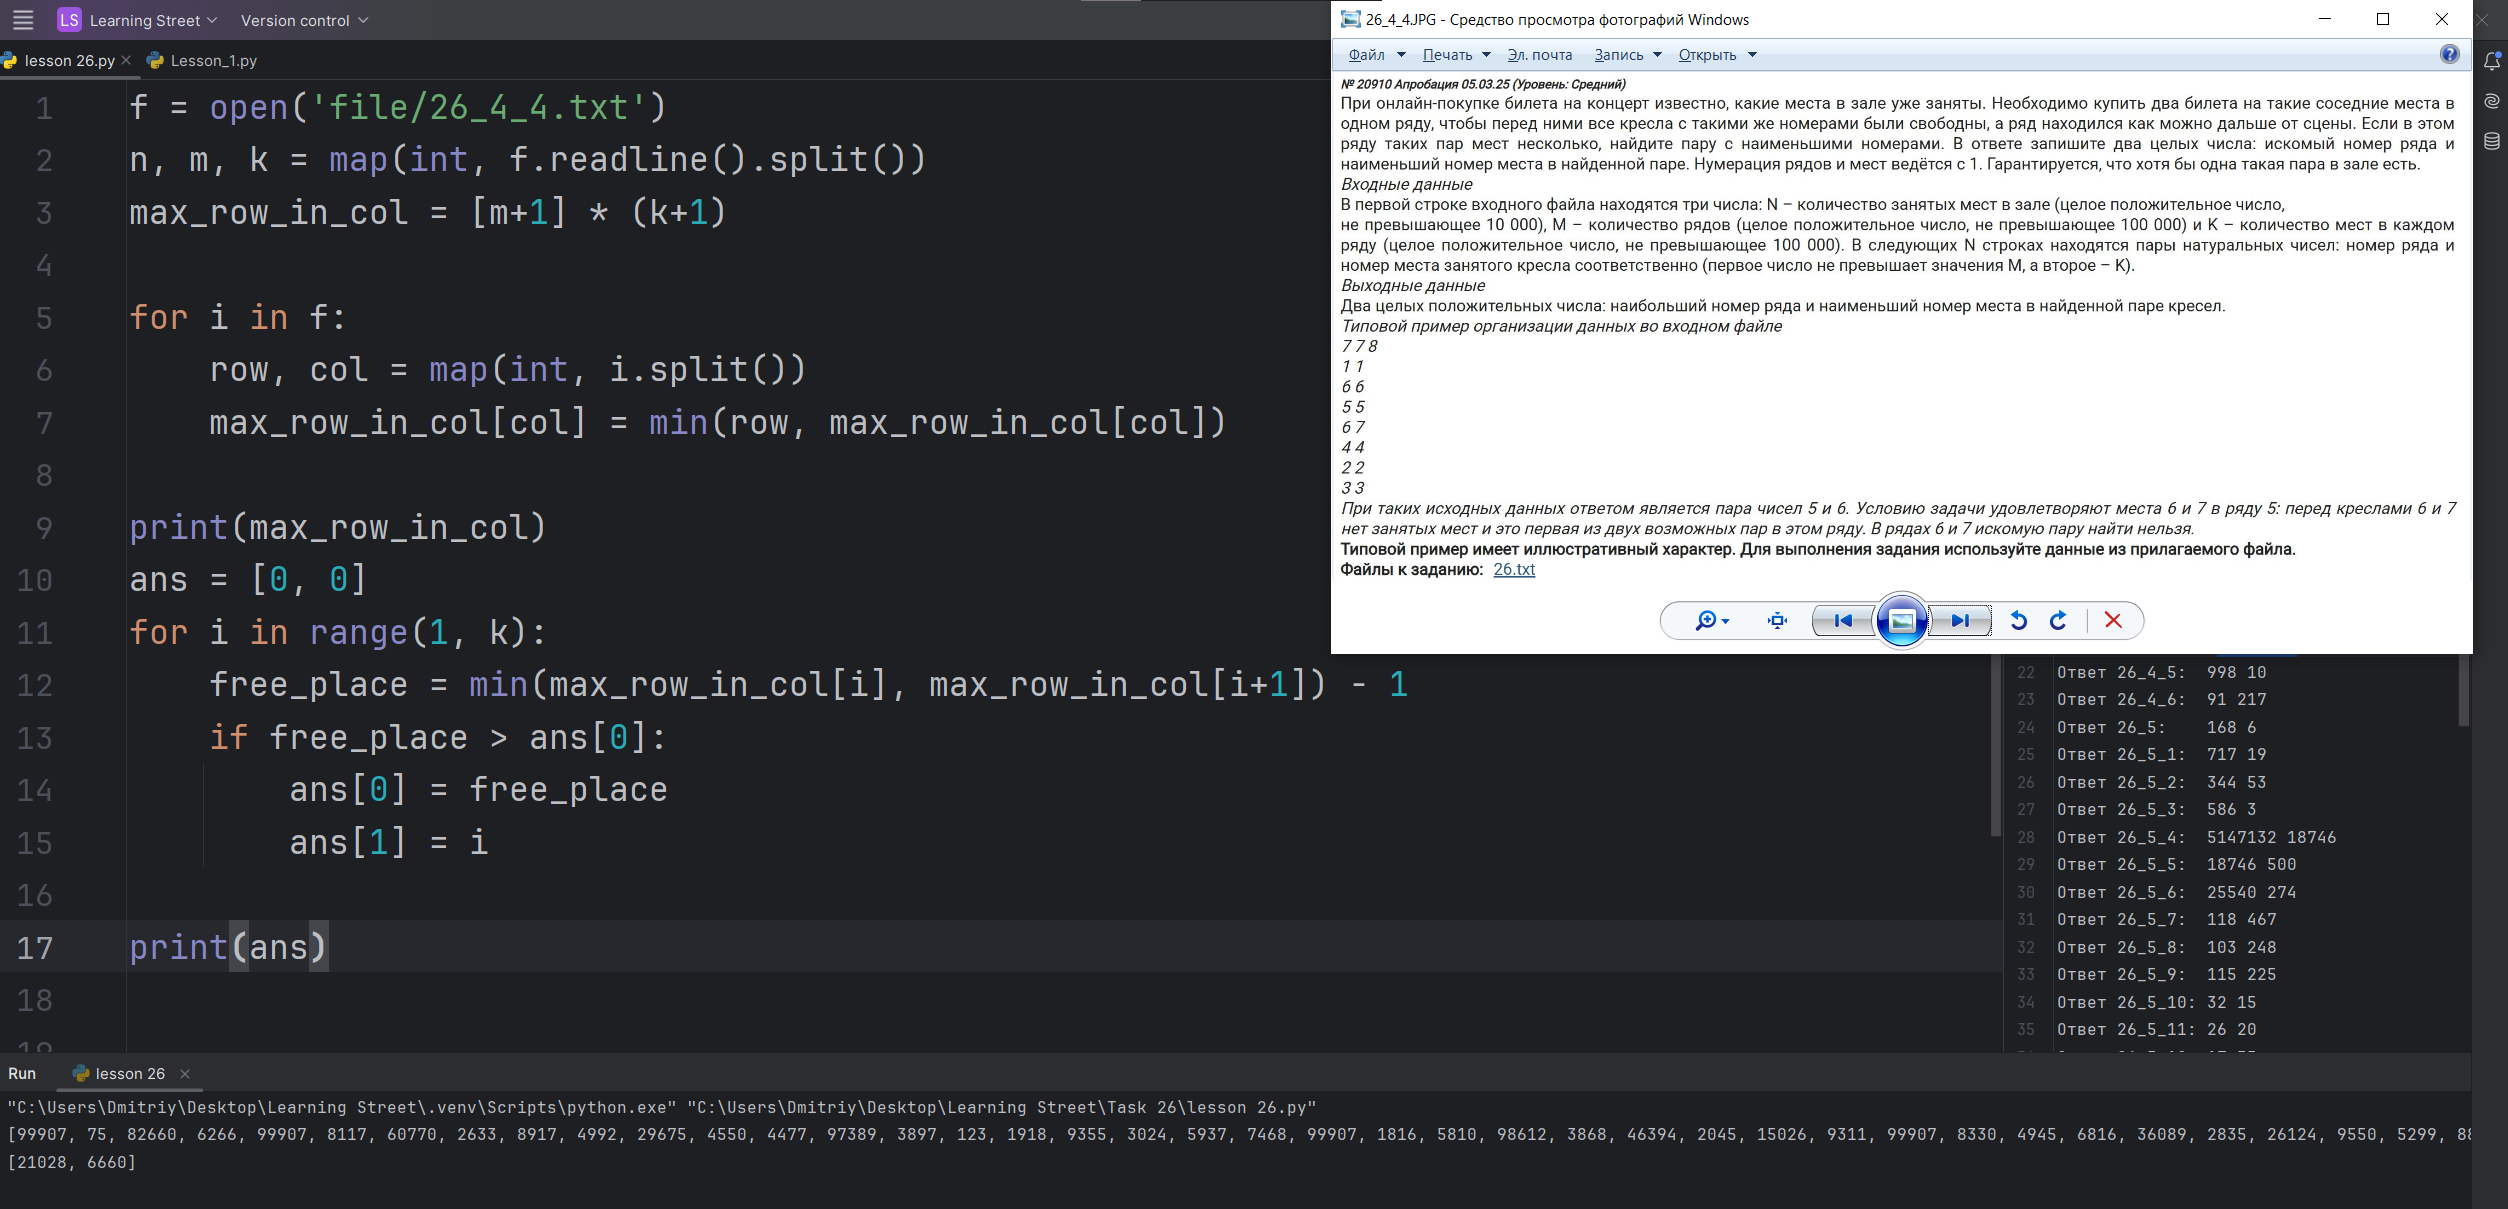 LS Learning Street Version control
lesson 26.py Lesson_1.py
1 f = open('file/26_4_4.txt')
2 n, m, k = map(int, f.readline().split())
3 max_row_in_col = [m+1] * (k+1)
4
5 for i in f:
6 row, col = map(int, i.split())
7 max_row_in_col[col] = min(row, max_row_in_col[col])
8
9 print(max_row_in_col)
10 ans = [0, 0]
11 for i in range(1, k):
12 free_place = min(max_row_in_col[i], max_row_in_col[i+1]) - 1
13 if free_place > ans[0]:
14 ans[0] = free_place
15 ans[1] = i
16
17 print(ans)
18
19
26_4_4.JPG - Средство просмотра фотографий Windows
Файл Печать Эл. почта Запись Открыть
№ 20910 Апробация 05.03.25 (Уровень: Средний)
При онлайн-покупке билета на концерт известно, какие места в зале уже заняты. Необходимо купить два билета на такие соседние места в
одном ряду, чтобы перед ними все кресла с такими же номерами были свободны, а ряд находился как можно дальше от сцены. Если в этом
ряду таких пар мест несколько, найдите пару с наименьшими номерами. В ответе запишите два целых числа: искомый номер ряда и
наименьший номер места в найденной паре. Нумерация рядов и мест ведётся с 1. Гарантируется, что хотя бы одна такая пара в зале есть.
Входные данные
В первой строке входного файла находятся три числа: N – количество занятых мест в зале (целое положительное число,
не превышающее 10 000), M – количество рядов (целое положительное число, не превышающее 100 000) и K – количество мест в каждом
ряду (целое положительное число, не превышающее 100 000). В следующих N строках находятся пары натуральных чисел: номер ряда и
номер места занятого кресла соответственно (первое число не превышает значения M, а второе – K).
Выходные данные
Два целых положительных числа: наибольший номер ряда и наименьший номер места в найденной паре кресел.
Типовой пример организации данных во входном файле
7 7 8
1 1
6 6
5 5
6 7
4 4
2 2
3 3
При таких исходных данных ответом является пара чисел 5 и 6. Условию задачи удовлетворяют места 6 и 7 в ряду 5: перед креслами 6 и 7
нет занятых мест и это первая из двух возможных пар в этом ряду. В рядах 6 и 7 искомую пару найти нельзя.
Типовой пример имеет иллюстративный характер. Для выполнения задания используйте данные из прилагаемого файла.
Файлы к заданию: 26.txt
22 Ответ 26_4_5: 998 10
23 Ответ 26_4_6: 91 217
24 Ответ 26_5: 168 6
25 Ответ 26_5_1: 717 19
26 Ответ 26_5_2: 344 53
27 Ответ 26_5_3: 586 3
28 Ответ 26_5_4: 5147132 18746
29 Ответ 26_5_5: 18746 500
30 Ответ 26_5_6: 25540 274
31 Ответ 26_5_7: 118 467
32 Ответ 26_5_8: 103 248
33 Ответ 26_5_9: 115 225
34 Ответ 26_5_10: 32 15
35 Ответ 26_5_11: 26 20
Run lesson 26
"C:\Users\Dmitriy\Desktop\Learning Street\.venv\Scripts\python.exe" "C:\Users\Dmitriy\Desktop\Learning Street\Task 26\lesson 26.py"
[99907, 75, 82660, 6266, 99907, 8117, 60770, 2633, 8917, 4992, 29675, 4550, 4477, 97389, 3897, 123, 1918, 9355, 3024, 5937, 7468, 99907, 1816, 5810, 98612, 3868, 46394, 2045, 15026, 9311, 99907, 8330, 4945, 6816, 36089, 2835, 26124, 9550, 5299,
[21028, 6660]